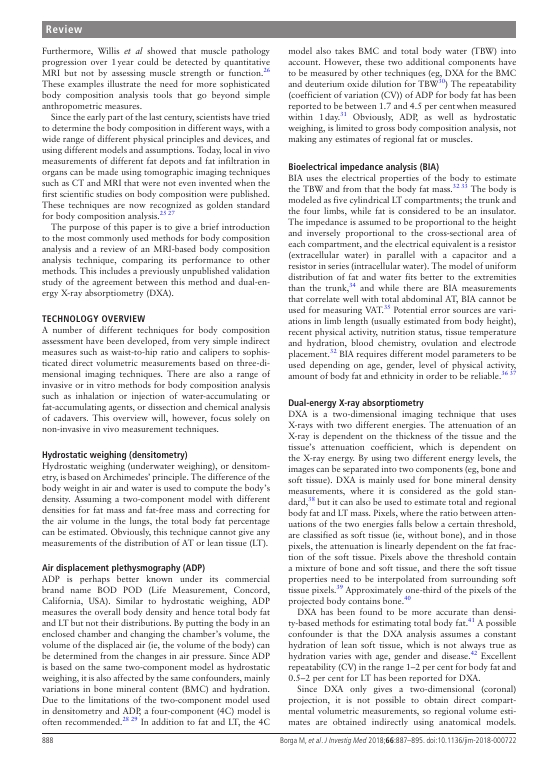 Review
Furthermore, Willis et al showed that muscle pathology
progression over 1 year could be detected by quantitative
MRI but not by assessing muscle strength or function.26
These examples illustrate the need for more sophisticated
body composition analysis tools that go beyond simple
anthropometric measures.
Since the early part of the last century, scientists have tried
to determine the body composition in different ways, with a
wide range of different physical principles and devices, and
using different models and assumptions. Today, local in vivo
measurements of different fat depots and fat infiltration in
organs can be made using tomographic imaging techniques
such as CT and MRI that were not even invented when the
first scientific studies on body composition were published.
These techniques are now recognized as golden standard
for body composition analysis.25 27
The purpose of this paper is to give a brief introduction
to the most commonly used methods for body composition
analysis and a review of an MRI-based body composition
analysis technique, comparing its performance to other
methods. This includes a previously unpublished validation
study of the agreement between this method and dual-en-
ergy X-ray absorptiometry (DXA).
TECHNOLOGY OVERVIEW
A number of different techniques for body composition
assessment have been developed, from very simple indirect
measures such as waist-to-hip ratio and calipers to sophis-
ticated direct volumetric measurements based on three-di-
mensional imaging techniques. There are also a range of
invasive or in vitro methods for body composition analysis
such as inhalation or injection of water-accumulating or
fat-accumulating agents, or dissection and chemical analysis
of cadavers. This overview will, however, focus solely on
non-invasive in vivo measurement techniques.
Hydrostatic weighing (densitometry)
Hydrostatic weighing (underwater weighing), or densitom-
etry, is based on Archimedes' principle. The difference of the
body weight in air and water is used to compute the body's
density. Assuming a two-component model with different
densities for fat mass and fat-free mass and correcting for
the air volume in the lungs, the total body fat percentage
can be estimated. Obviously, this technique cannot give any
measurements of the distribution of AT or lean tissue (LT).
Air displacement plethysmography (ADP)
ADP is perhaps better known under its commercial
brand name BOD POD (Life Measurement, Concord,
California, USA). Similar to hydrostatic weighing, ADP
measures the overall body density and hence total body fat
and LT but not their distributions. By putting the body in an
enclosed chamber and changing the chamber's volume, the
volume of the displaced air (ie, the volume of the body) can
be determined from the changes in air pressure. Since ADP
is based on the same two-component model as hydrostatic
weighing, it is also affected by the same confounders, mainly
variations in bone mineral content (BMC) and hydration.
Due to the limitations of the two-component model used
in densitometry and ADP, a four-component (4C) model is
often recommended.28 29 In addition to fat and LT, the 4C
model also takes BMC and total body water (TBW) into
account. However, these two additional components have
to be measured by other techniques (eg, DXA for the BMC
and deuterium oxide dilution for TBW30) The repeatability
(coefficient of variation (CV)) of ADP for body fat has been
reported to be between 1.7 and 4.5 per cent when measured
within 1 day.31 Obviously, ADP, as well as hydrostatic
weighing, is limited to gross body composition analysis, not
making any estimates of regional fat or muscles.
Bioelectrical impedance analysis (BIA)
BIA uses the electrical properties of the body to estimate
the TBW and from that the body fat mass.32 33 The body is
modeled as five cylindrical LT compartments; the trunk and
the four limbs, while fat is considered to be an insulator.
The impedance is assumed to be proportional to the height
and inversely proportional to the cross-sectional area of
each compartment, and the electrical equivalent is a resistor
(extracellular water) in parallel with a capacitor and a
resistor in series (intracellular water). The model of uniform
distribution of fat and water fits better to the extremities
than the trunk,34 and while there are BIA measurements
that correlate well with total abdominal AT, BIA cannot be
used for measuring VAT.35 Potential error sources are vari-
ations in limb length (usually estimated from body height),
recent physical activity, nutrition status, tissue temperature
and hydration, blood chemistry, ovulation and electrode
placement.32 BIA requires different model parameters to be
used depending on age, gender, level of physical activity,
amount of body fat and ethnicity in order to be reliable.36 37
Dual-energy X-ray absorptiometry
DXA is a two-dimensional imaging technique that uses
X-rays with two different energies. The attenuation of an
X-ray is dependent on the thickness of the tissue and the
tissue's attenuation coefficient, which is dependent on
the X-ray energy. By using two different energy levels, the
images can be separated into two components (eg, bone and
soft tissue). DXA is mainly used for bone mineral density
measurements, where it is considered as the gold stan-
dard,38 but it can also be used to estimate total and regional
body fat and LT mass. Pixels, where the ratio between atten-
uations of the two energies falls below a certain threshold,
are classified as soft tissue (ie, without bone), and in those
pixels, the attenuation is linearly dependent on the fat frac-
tion of the soft tissue. Pixels above the threshold contain
a mixture of bone and soft tissue, and there the soft tissue
properties need to be interpolated from surrounding soft
tissue pixels.39 Approximately one-third of the pixels of the
projected body contains bone.40
DXA has been found to be more accurate than densi-
ty-based methods for estimating total body fat.41 A possible
confounder is that the DXA analysis assumes a constant
hydration of lean soft tissue, which is not always true as
hydration varies with age, gender and disease.42 Excellent
repeatability (CV) in the range 1–2 per cent for body fat and
0.5–2 per cent for LT has been reported for DXA.
Since DXA only gives a two-dimensional (coronal)
projection, it is not possible to obtain direct compart-
mental volumetric measurements, so regional volume esti-
mates are obtained indirectly using anatomical models.
888
Borga M, et al. J Investig Med 2018;66:887–895. doi:10.1136/jim-2018-000722